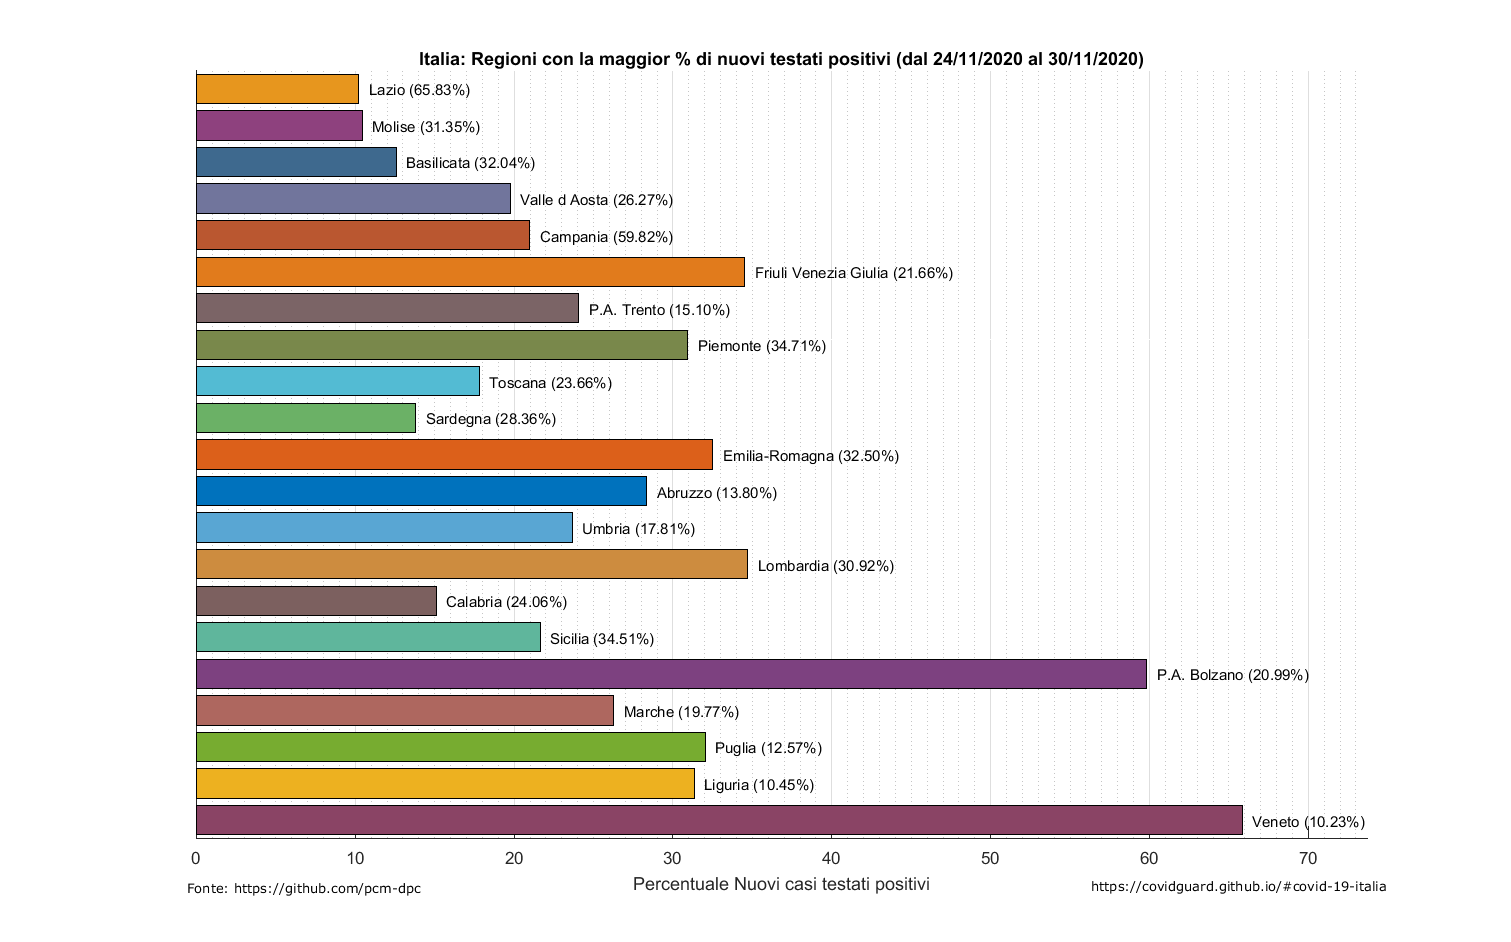 Italia: Regioni con la maggior % di nuovi testati positivi (dal 24/11/2020 al 30/11/2020)
Lazio (65.83%)
Molise (31.35%)
Basilicata (32.04%)
Valle d Aosta (26.27%)
Campania (59.82%)
Friuli Venezia Giulia (21.66%)
P.A. Trento (15.10%)
Piemonte (34.71%)
Toscana (23.66%)
Sardegna (28.36%)
Emilia-Romagna (32.50%)
Abruzzo (13.80%)
Umbria (17.81%)
Lombardia (30.92%)
Calabria (24.06%)
Sicilia (34.51%)
P.A. Bolzano (20.99%)
Marche (19.77%)
Puglia (12.57%)
Liguria (10.45%)
Veneto (10.23%)
0 10 20 30 40 50 60 70
Percentuale Nuovi casi testati positivi
Fonte: https://github.com/pcm-dpc
https://covidguard.github.io/#covid-19-italia